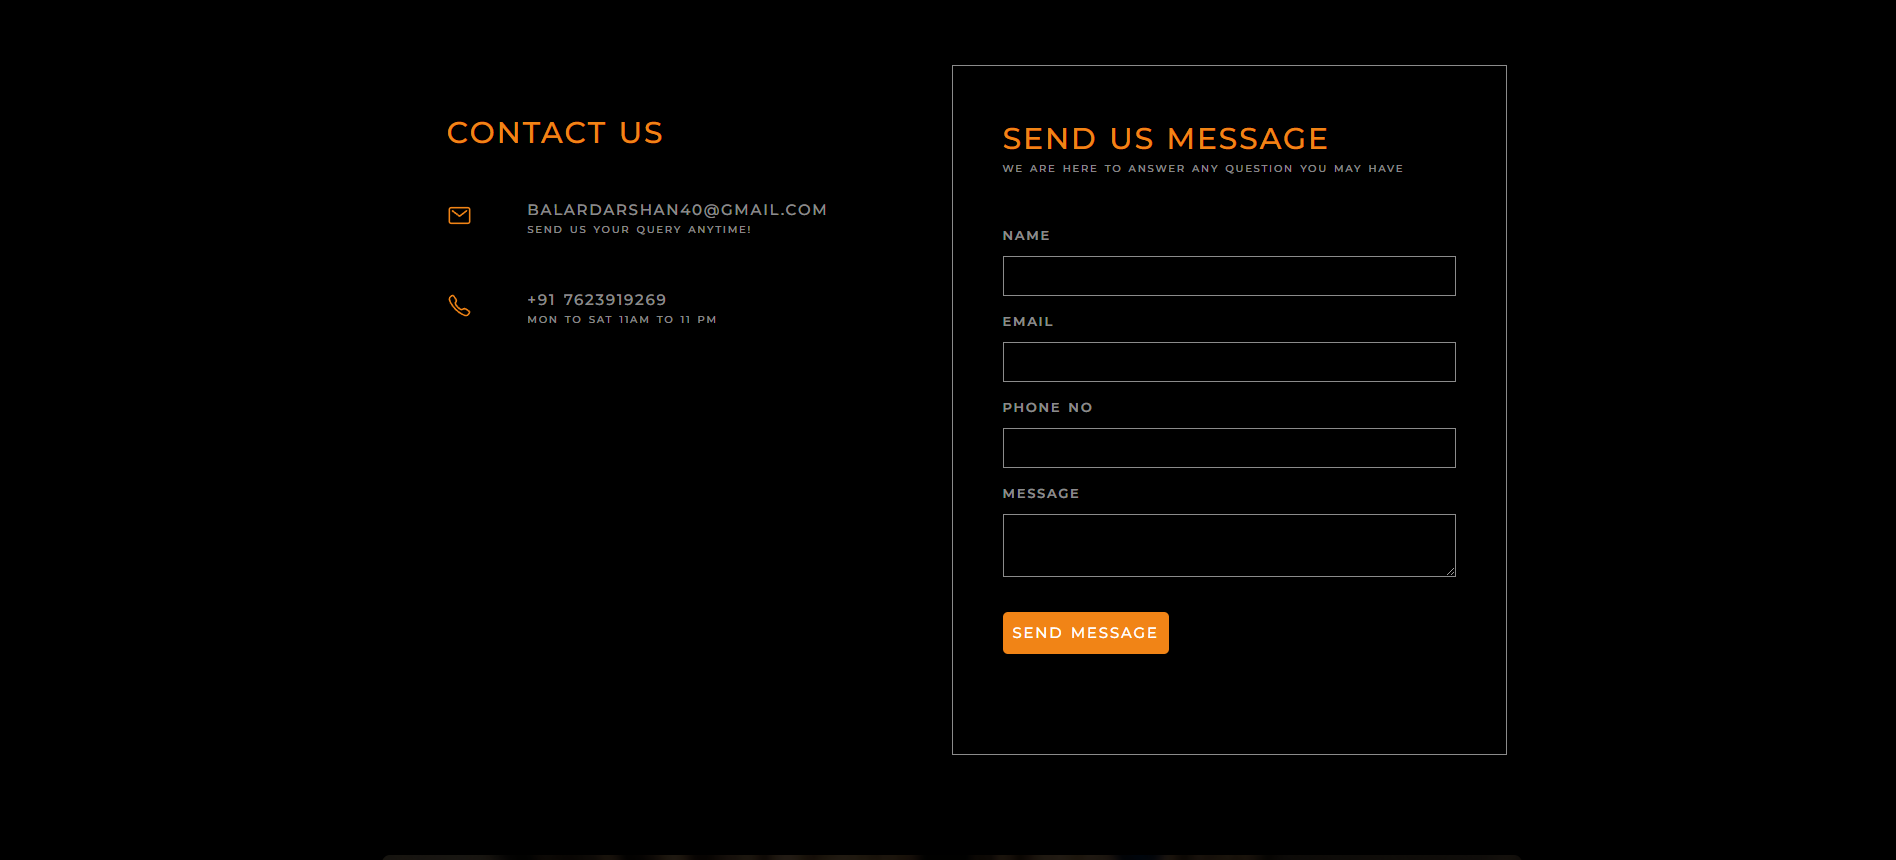 CONTACT US
BALARDARSHAN40@GMAIL.COM
SEND US YOUR QUERY ANYTIME!
+91 7623919269
MON TO SAT 11AM TO 11 PM
SEND US MESSAGE
WE ARE HERE TO ANSWER ANY QUESTION YOU MAY HAVE
NAME
EMAIL
PHONE NO
MESSAGE
SEND MESSAGE